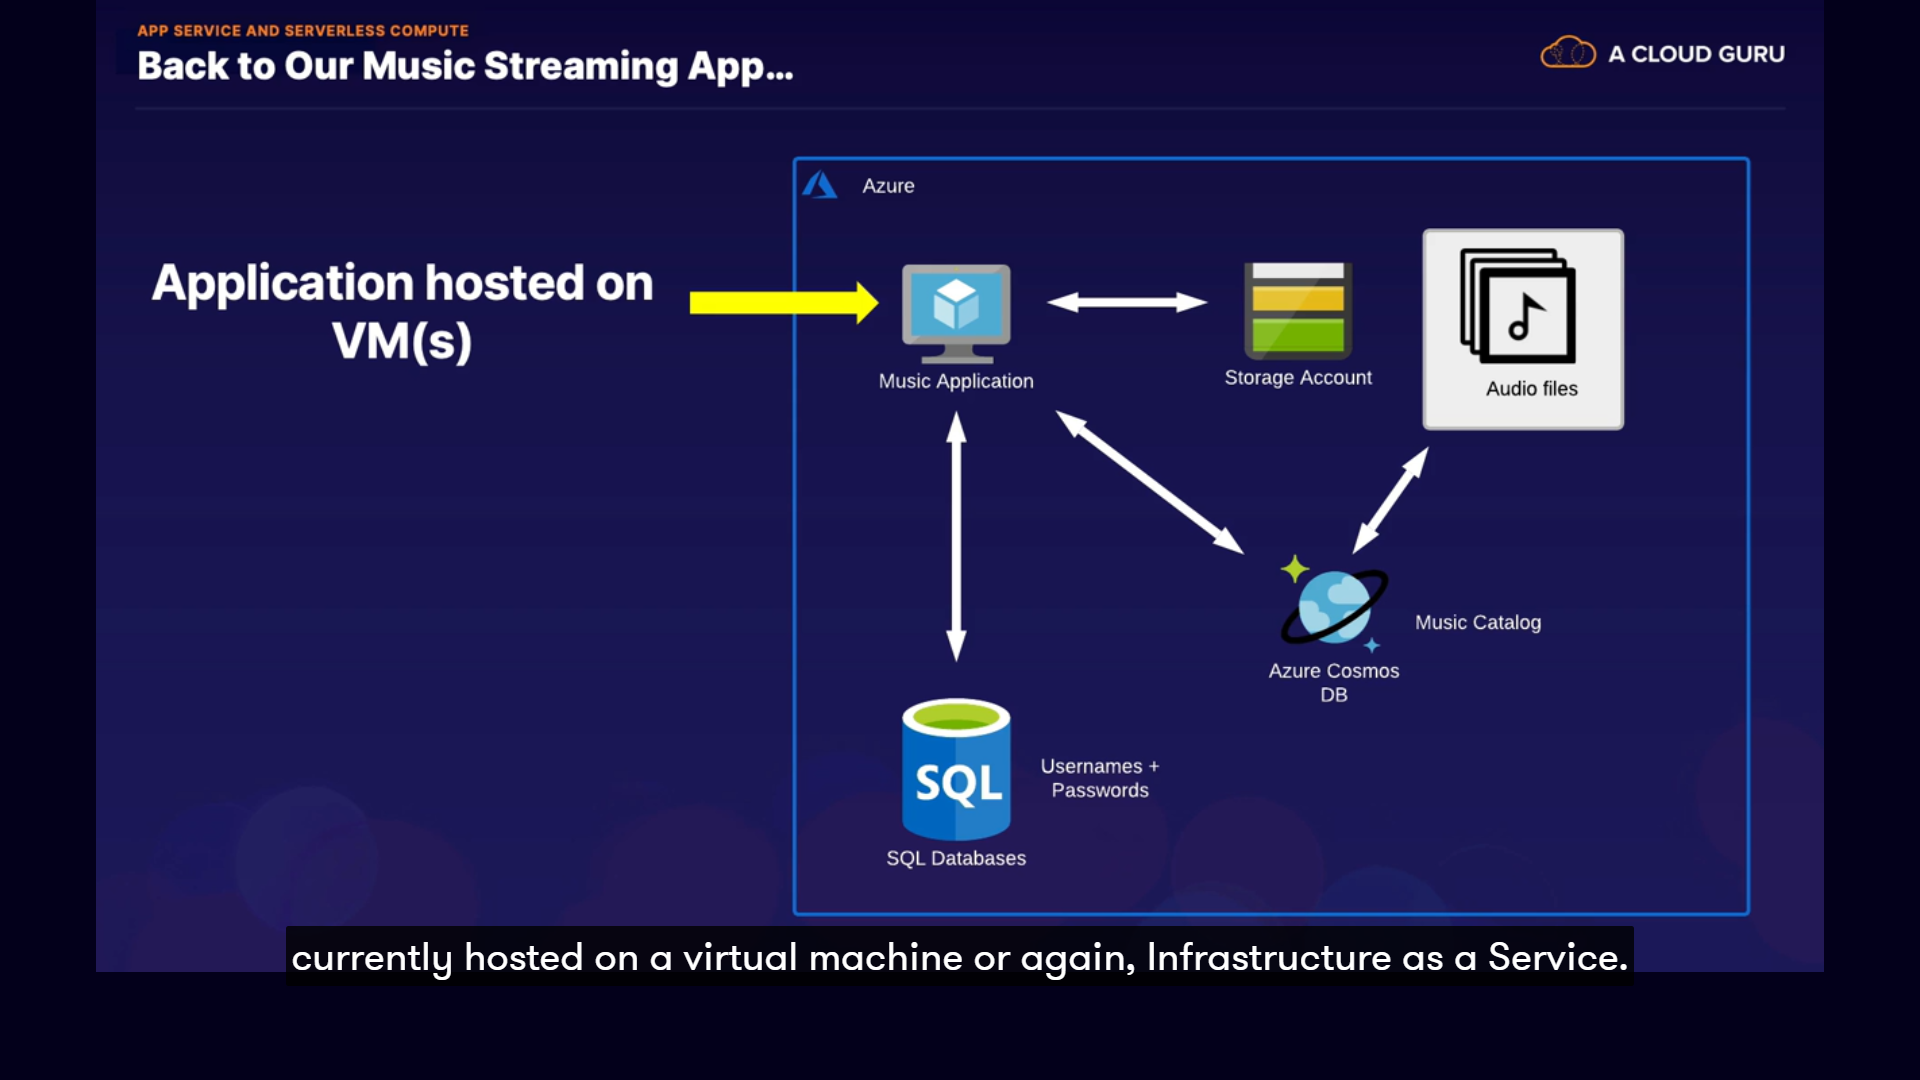 APP SERVICE AND SERVERLESS COMPUTE
Back to Our Music Streaming App...
A CLOUD GURU
Azure
Application hosted on
VM(s)
Music Application
Storage Account
Audio files
Music Catalog
Azure Cosmos
DB
SQL
Usernames +
Passwords
SQL Databases
currently hosted on a virtual machine or again, Infrastructure as a Service.